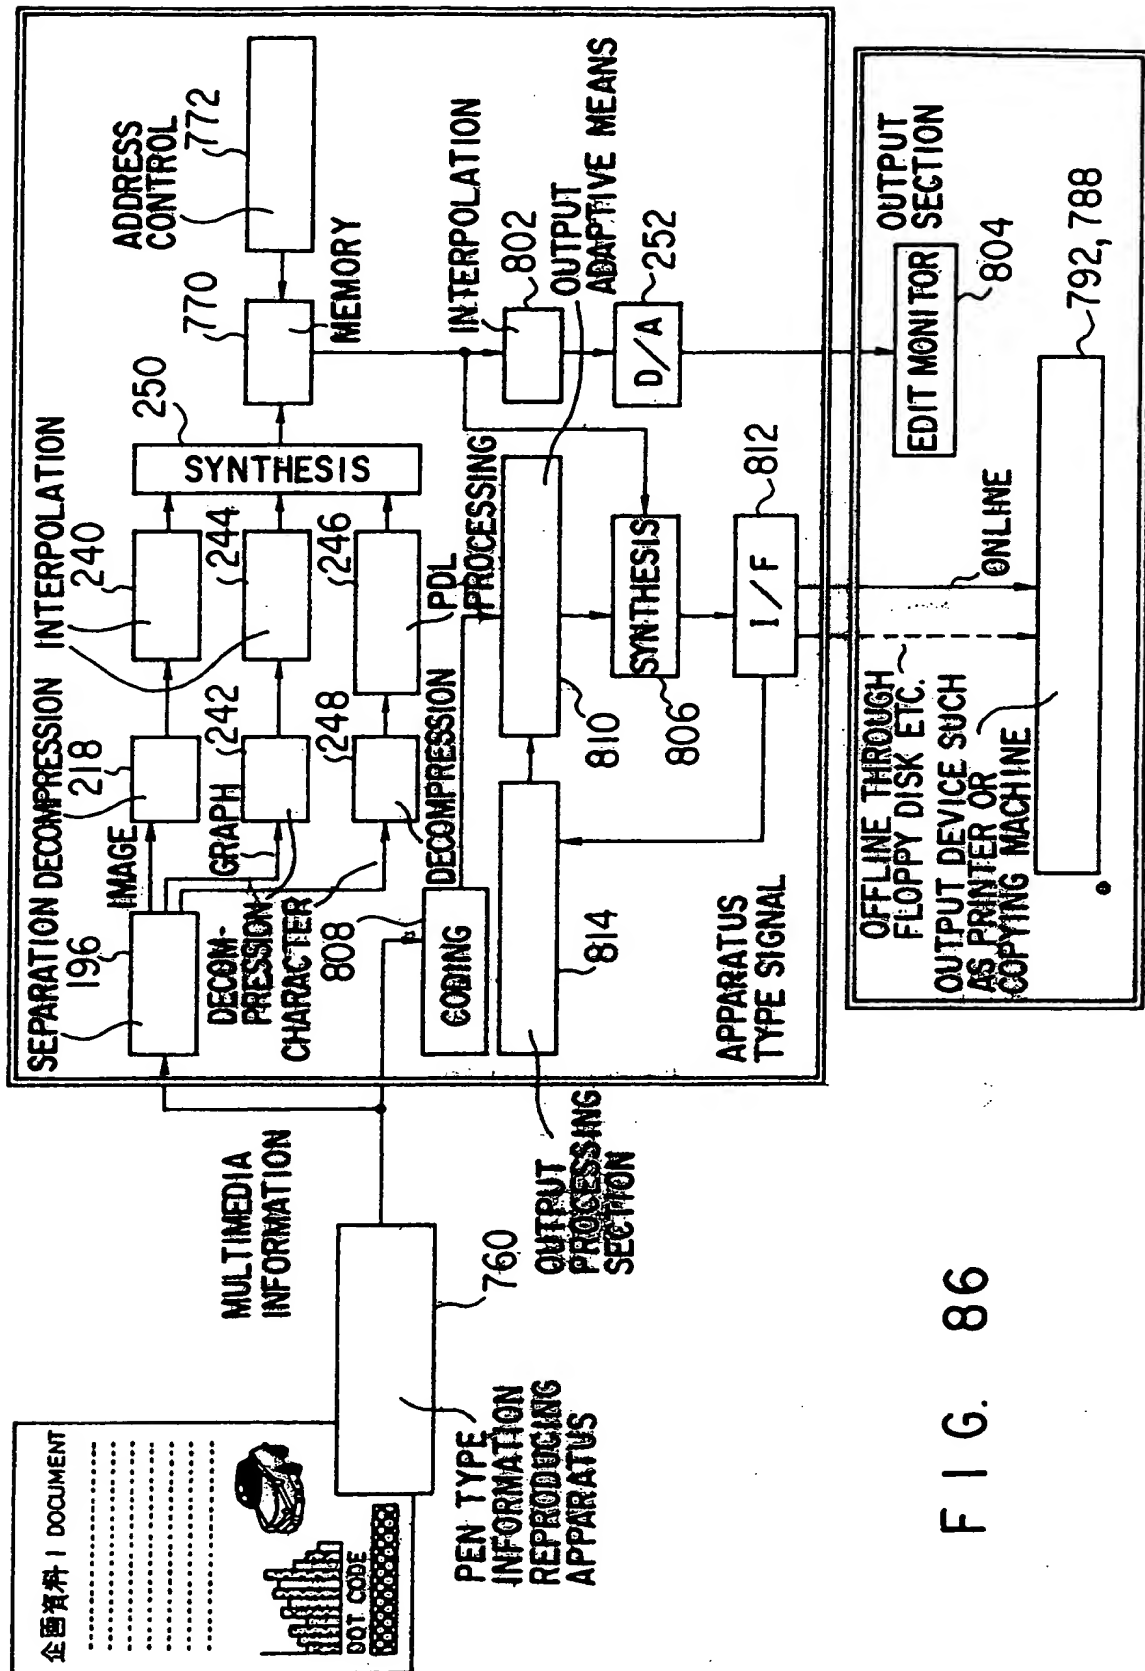 企画資料 I DOCUMENT
DOT CODE
PEN TYPE
INFORMATION
REPRODUCING
APPARATUS
760
MULTIMEDIA
INFORMATION
SEPARATION
196
DECOMPRESSION
218
INTERPOLATION
240
IMAGE
GRAPH
242
244
DECOM-
PRESSION
CHARACTER
248
246
DECOMPRESSION
PDL
PROCESSING
SYNTHESIS
250
770
MEMORY
ADDRESS
CONTROL
772
INTERPOLATION
802
OUTPUT
ADAPTIVE MEANS
D/A
252
808
CODING
810
814
OUTPUT
PROCESSING
SECTION
SYNTHESIS
806
I/F
812
APPARATUS
TYPE SIGNAL
OUTPUT
SECTION
EDIT MONITOR
804
ONLINE
OFFLINE THROUGH
FLOPPY DISK ETC.
OUTPUT DEVICE SUCH
AS PRINTER OR
COPYING MACHINE
792, 788
FIG. 86